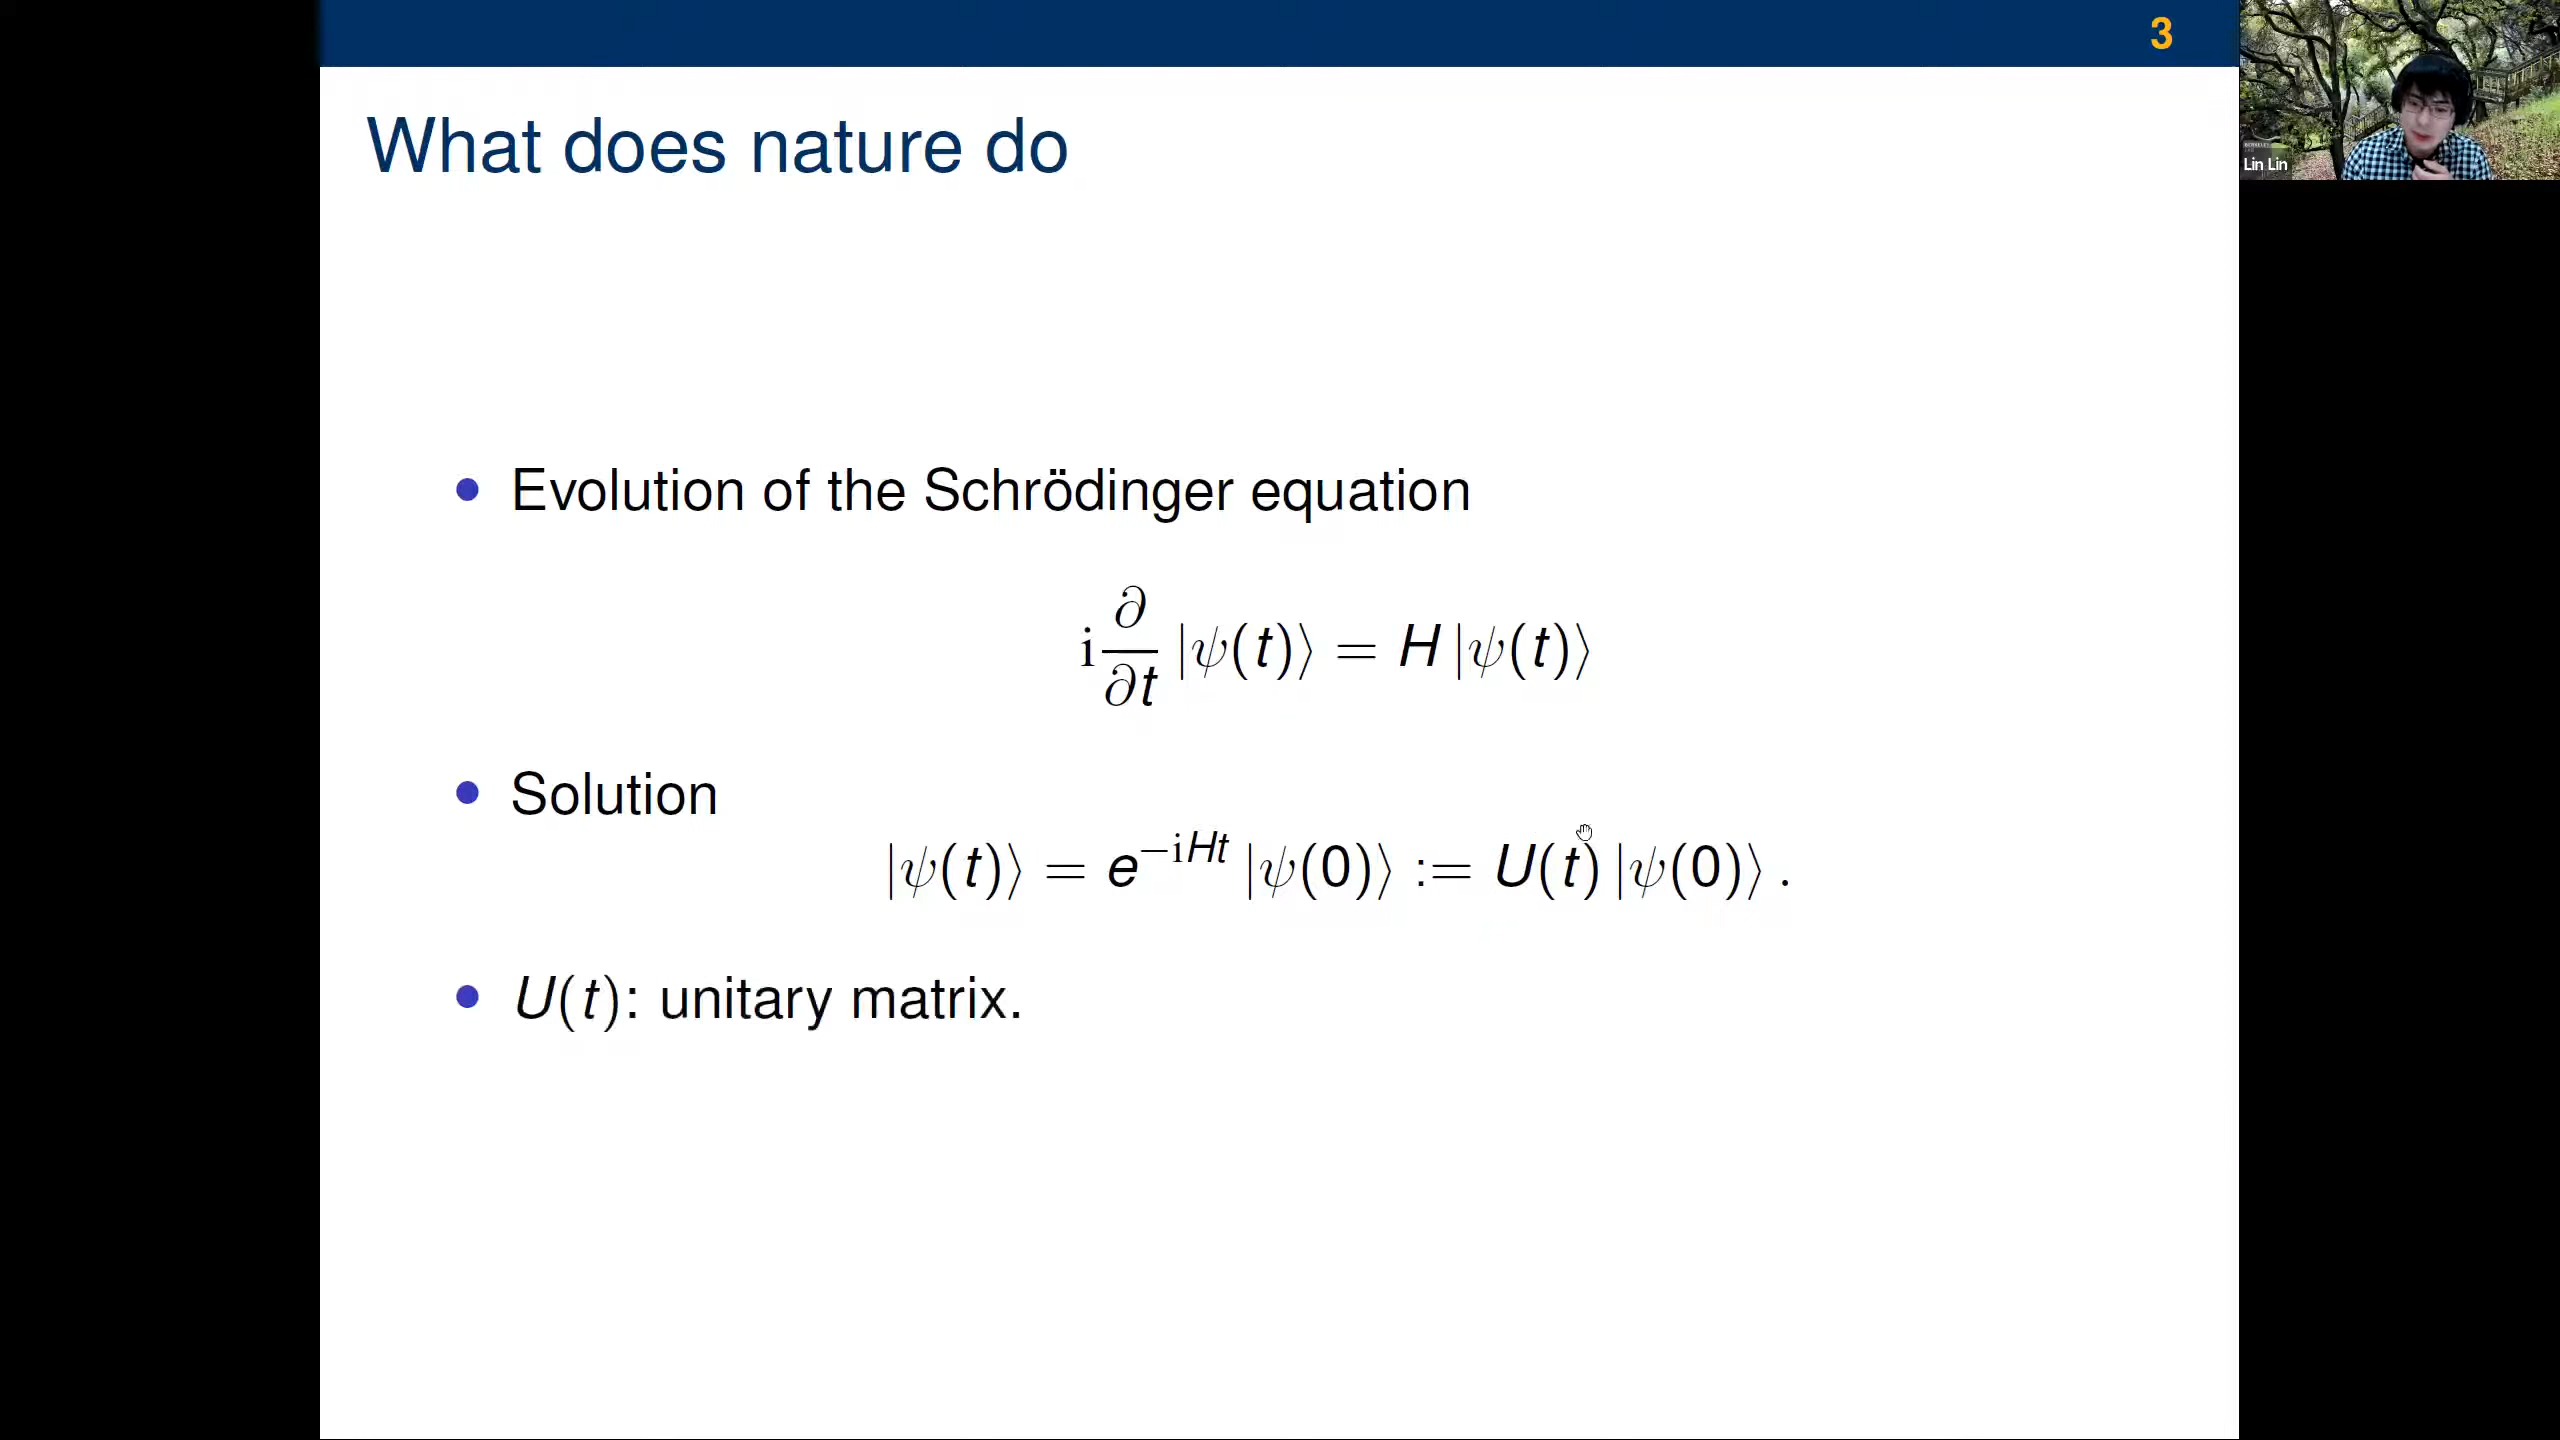 3
What does nature do
Lin Lin
• Evolution of the Schrödinger equation
i ∂/∂t |ψ(t)⟩ = H |ψ(t)⟩
• Solution
|ψ(t)⟩ = e^{−iHt} |ψ(0)⟩ := U(t) |ψ(0)⟩ .
• U(t): unitary matrix.